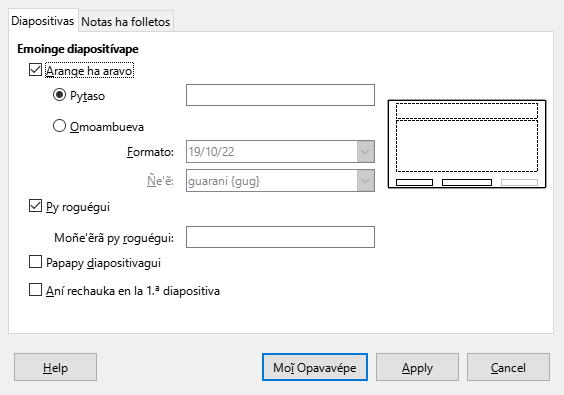 Diapositivas Notas ha folletos
Emoinge diapositívape
Arange ha aravo
Pytaso
Omoambueva
Formato: 19/10/22
Ñe'ẽ: guarani {gug}
Py roguégui
Moñe'ẽrã py roguégui:
Papapy diapositivagui
Aní rechauka en la 1.ª diapositiva
Help Moĩ Opavavépe Apply Cancel